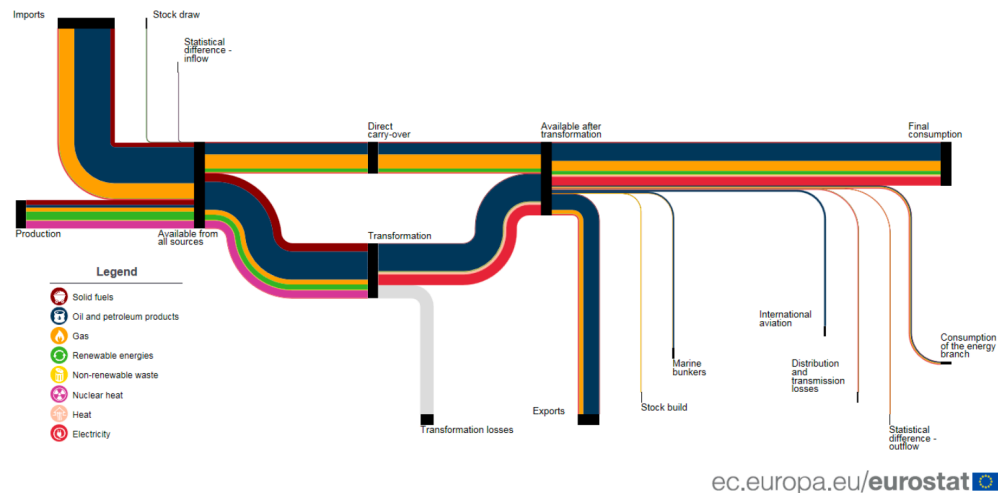 Imports
Stock draw
Statistical
difference -
inflow
Direct
carry-over
Available after
transformation
Final
consumption
Production
Available from
all sources
Transformation
Legend
Solid fuels
Oil and petroleum products
Gas
Renewable energies
Non-renewable waste
Nuclear heat
Heat
Electricity
International
aviation
Consumption
of the energy
branch
Marine
bunkers
Distribution
and
transmission
losses
Stock build
Exports
Transformation losses
Statistical
difference -
outflow
ec.europa.eu/eurostat